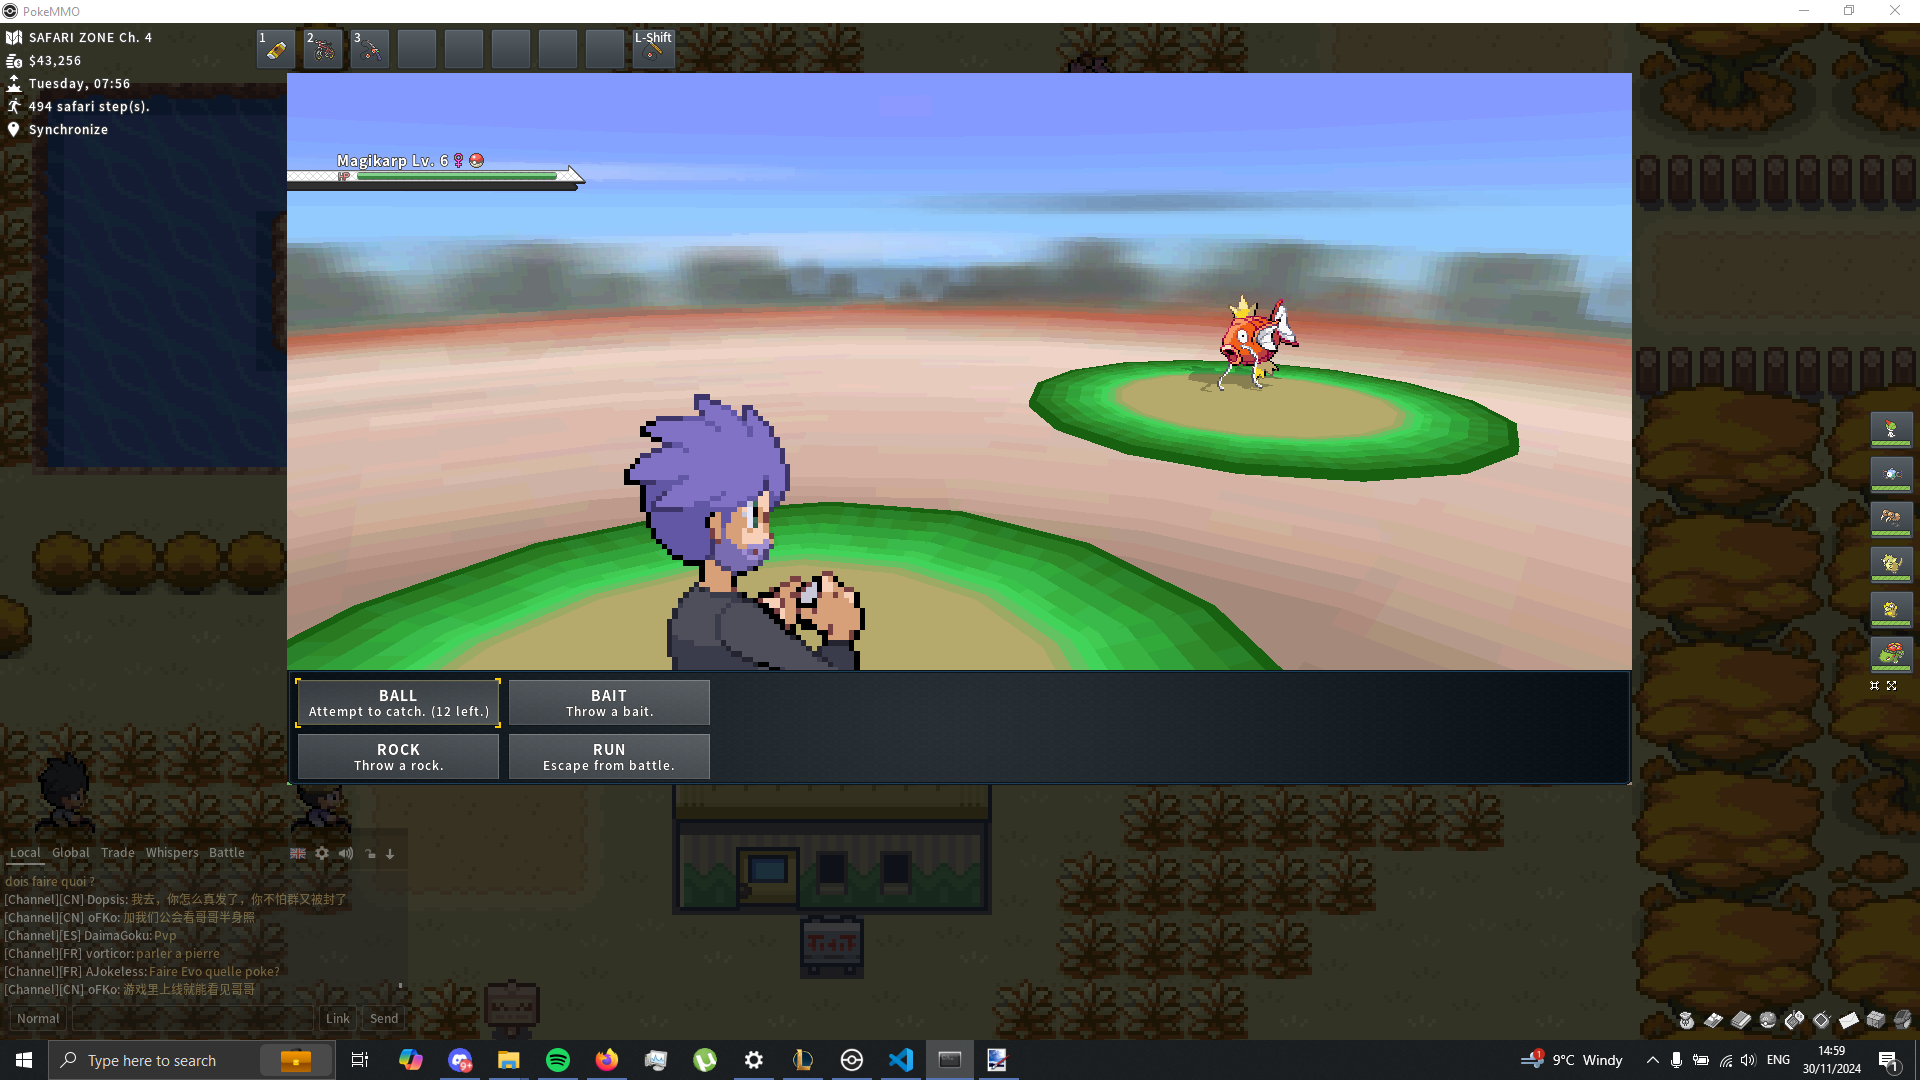 PokeMMO
SAFARI ZONE Ch. 4
$43,256
Tuesday, 07:56
494 safari step(s).
Synchronize
1
2
3
L-Shift
Magikarp Lv. 6
HP
BALL
Attempt to catch. (12 left.)
BAIT
Throw a bait.
ROCK
Throw a rock.
RUN
Escape from battle.
Local Global Trade Whispers Battle
dois faire quoi ?
[Channel][CN] Dopsis: 我去，你怎么真发了，你不怕群又被封了
[Channel][CN] oFKo: 加我们公会看哥哥半身照
[Channel][ES] DaimaGoku: Pvp
[Channel][FR] vorticor: parler a pierre
[Channel][FR] AJokeless: Faire Evo quelle poke?
[Channel][CN] oFKo: 游戏里上线就能看见哥哥
Normal
Link
Send
Type here to search
9+
1
9°C Windy
ENG
14:59
30/11/2024
1